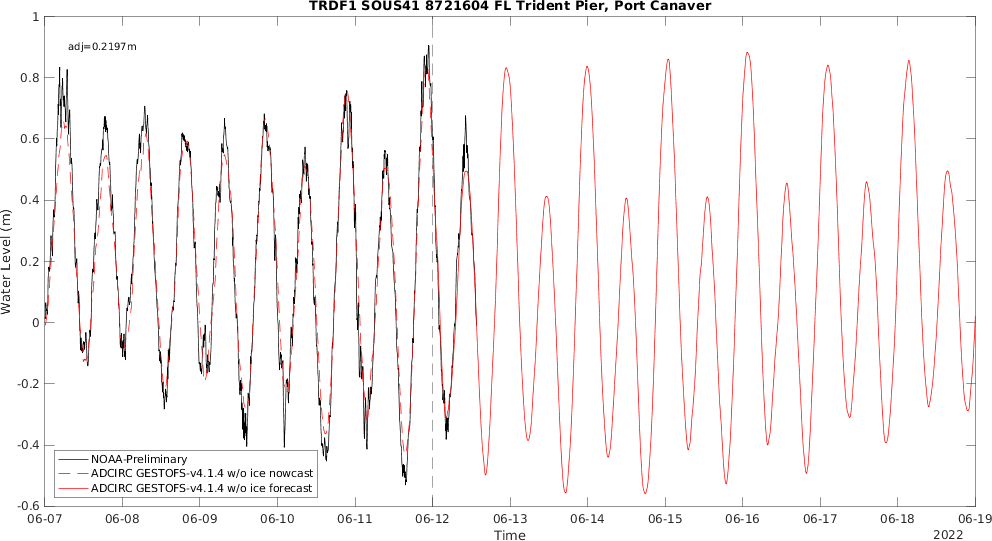 TRDF1 SOUS41 8721604 FL Trident Pier, Port Canaver
adj=0.2197m
1
0.8
0.6
0.4
0.2
0
-0.2
-0.4
-0.6
Water Level (m)
NOAA-Preliminary
ADCIRC GESTOFS-v4.1.4 w/o ice nowcast
ADCIRC GESTOFS-v4.1.4 w/o ice forecast
06-07 06-08 06-09 06-10 06-11 06-12 06-13 06-14 06-15 06-16 06-17 06-18 06-19
Time
2022